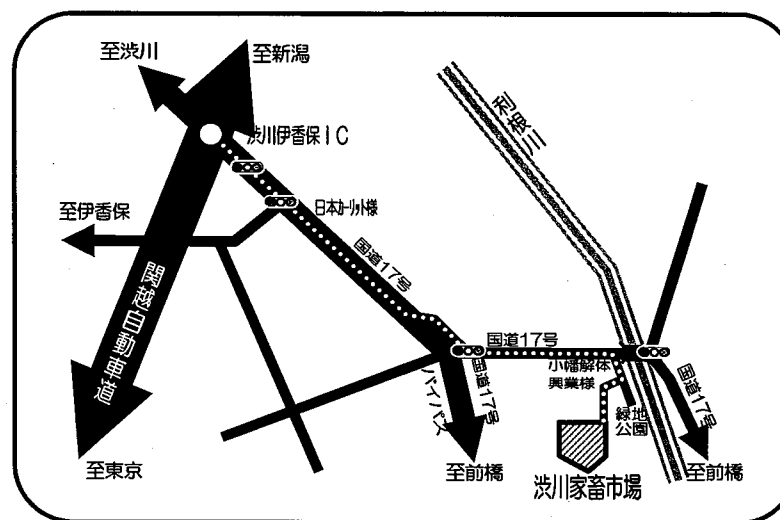 至渋川
至新潟
利根川
渋川伊香保IC
日本カーリット様
至伊香保
国道17号
関越自動車道
国道17号
小幡解体
興業様
国道17号
バイパス
国道17号
緑地
公園
至東京
至前橋
至前橋
渋川家畜市場